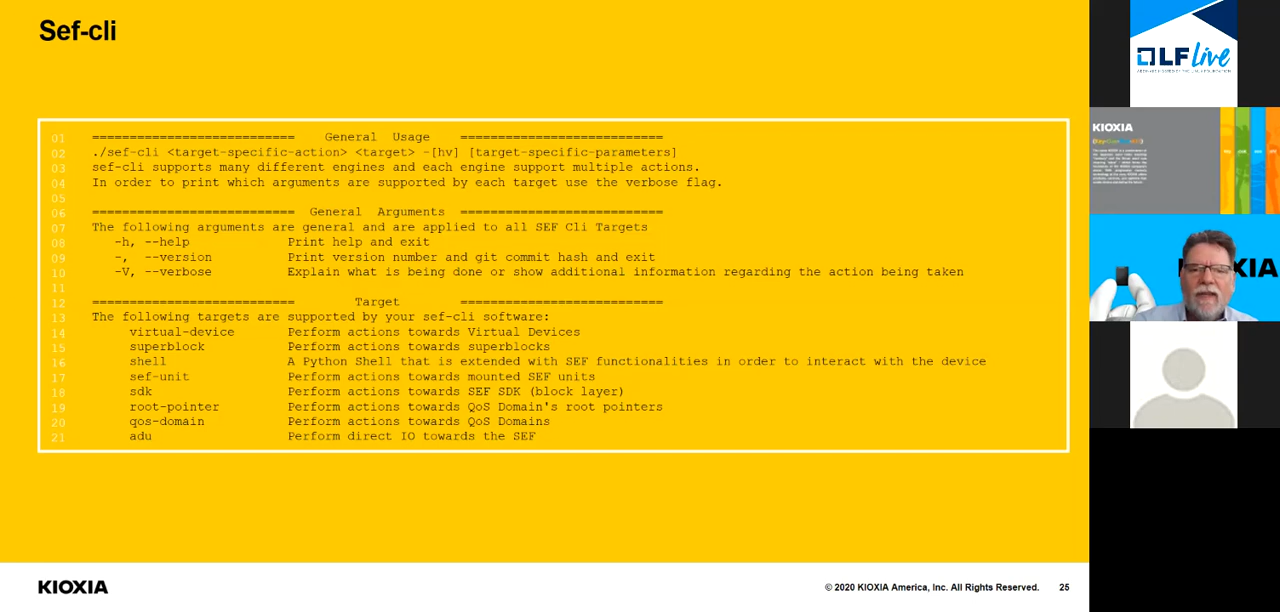 Sef-cli
01 =========================== General Usage ===========================
02 ./sef-cli <target-specific-action> <target> -[hv] [target-specific-parameters]
03 sef-cli supports many different engines and each engine support multiple actions.
04 In order to print which arguments are supported by each target use the verbose flag.
05
06 =========================== General Arguments ===========================
07 The following arguments are general and are applied to all SEF Cli Targets
08 -h, --help Print help and exit
09 -, --version Print version number and git commit hash and exit
10 -V, --verbose Explain what is being done or show additional information regarding the action being taken
11
12 =========================== Target ===========================
13 The following targets are supported by your sef-cli software:
14 virtual-device Perform actions towards Virtual Devices
15 superblock Perform actions towards superblocks
16 shell A Python Shell that is extended with SEF functionalities in order to interact with the device
17 sef-unit Perform actions towards mounted SEF units
18 sdk Perform actions towards SEF SDK (block layer)
19 root-pointer Perform actions towards QoS Domain's root pointers
20 qos-domain Perform actions towards QoS Domains
21 adu Perform direct IO towards the SEF
KIOXIA
© 2020 KIOXIA America, Inc. All Rights Reserved. 25
LF Live
KIOXIA
XIA